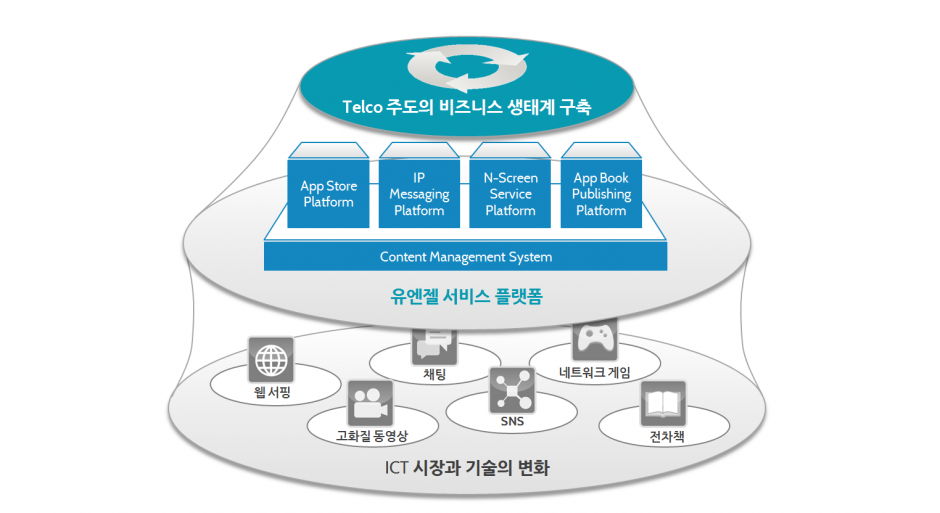 Telco 주도의 비즈니스 생태계 구축
App Store
Platform
IP
Messaging
Platform
N-Screen
Service
Platform
App Book
Publishing
Platform
Content Management System
유엔젤 서비스 플랫폼
웹 서핑
채팅
네트워크 게임
고화질 동영상
SNS
전차책
ICT 시장과 기술의 변화